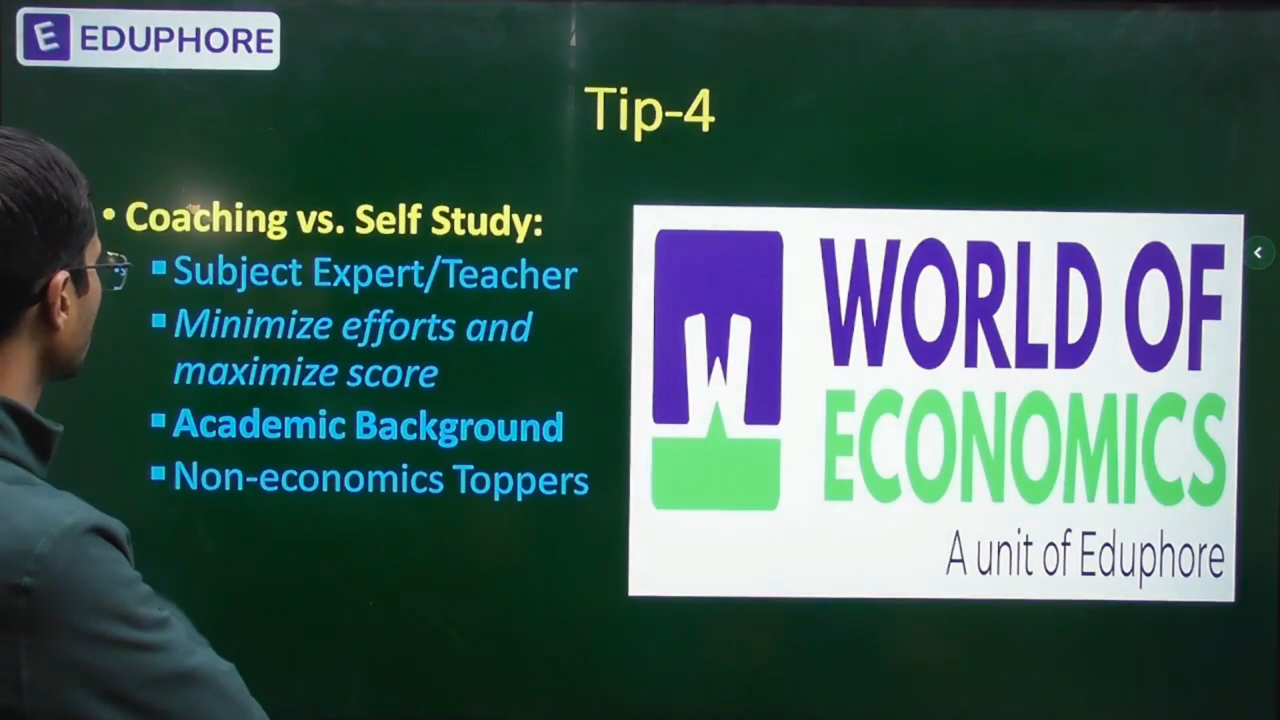 E EDUPHORE
Tip-4
• Coaching vs. Self Study:
▪ Subject Expert/Teacher
▪ Minimize efforts and
maximize score
▪ Academic Background
▪ Non-economics Toppers
W WORLD OF
ECONOMICS
A unit of Eduphore